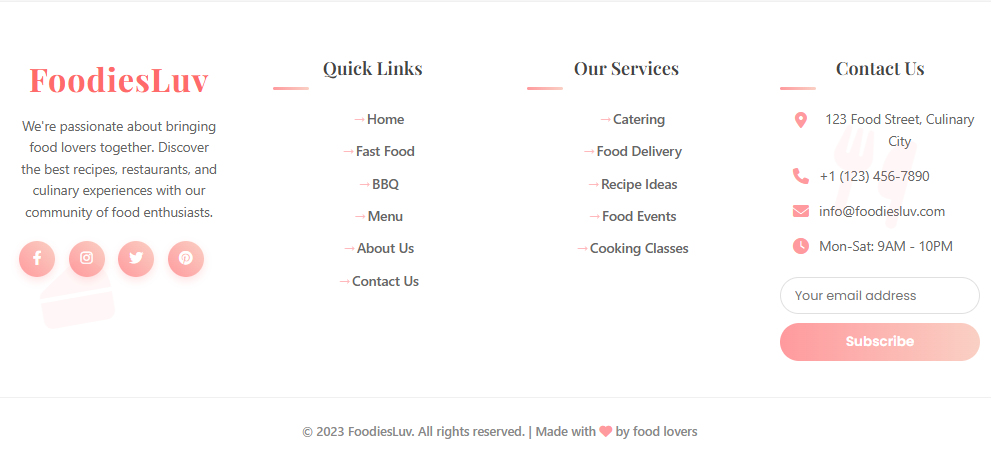 FoodiesLuv
We're passionate about bringing
food lovers together. Discover
the best recipes, restaurants, and
culinary experiences with our
community of food enthusiasts.
Quick Links
→Home
→Fast Food
→BBQ
→Menu
→About Us
→Contact Us
Our Services
→Catering
→Food Delivery
→Recipe Ideas
→Food Events
→Cooking Classes
Contact Us
123 Food Street, Culinary
City
+1 (123) 456-7890
info@foodiesluv.com
Mon-Sat: 9AM - 10PM
Your email address
Subscribe
© 2023 FoodiesLuv. All rights reserved. | Made with ❤ by food lovers